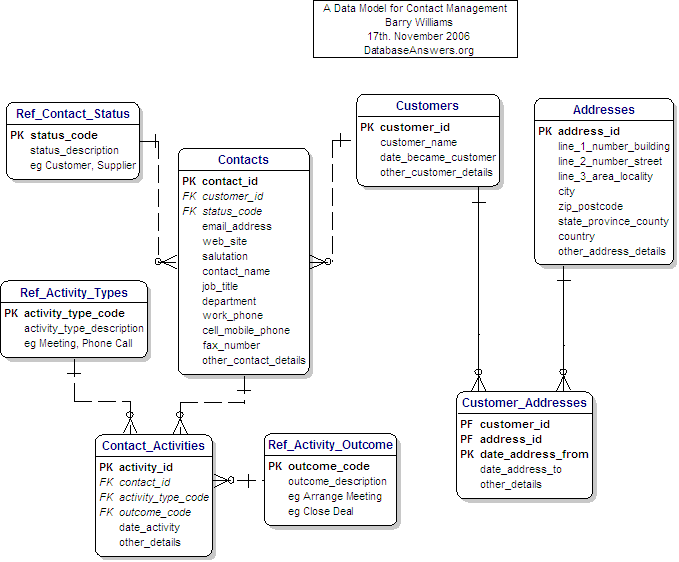 A Data Model for Contact Management
Barry Williams
17th. November 2006
DatabaseAnswers.org
Ref_Contact_Status
PK status_code
status_description
eg Customer, Supplier
Contacts
PK contact_id
FK customer_id
FK status_code
email_address
web_site
salutation
contact_name
job_title
department
work_phone
cell_mobile_phone
fax_number
other_contact_details
Customers
PK customer_id
customer_name
date_became_customer
other_customer_details
Addresses
PK address_id
line_1_number_building
line_2_number_street
line_3_area_locality
city
zip_postcode
state_province_county
country
other_address_details
Ref_Activity_Types
PK activity_type_code
activity_type_description
eg Meeting, Phone Call
Contact_Activities
PK activity_id
FK contact_id
FK activity_type_code
FK outcome_code
date_activity
other_details
Ref_Activity_Outcome
PK outcome_code
outcome_description
eg Arrange Meeting
eg Close Deal
Customer_Addresses
PF customer_id
PF address_id
PK date_address_from
date_address_to
other_details